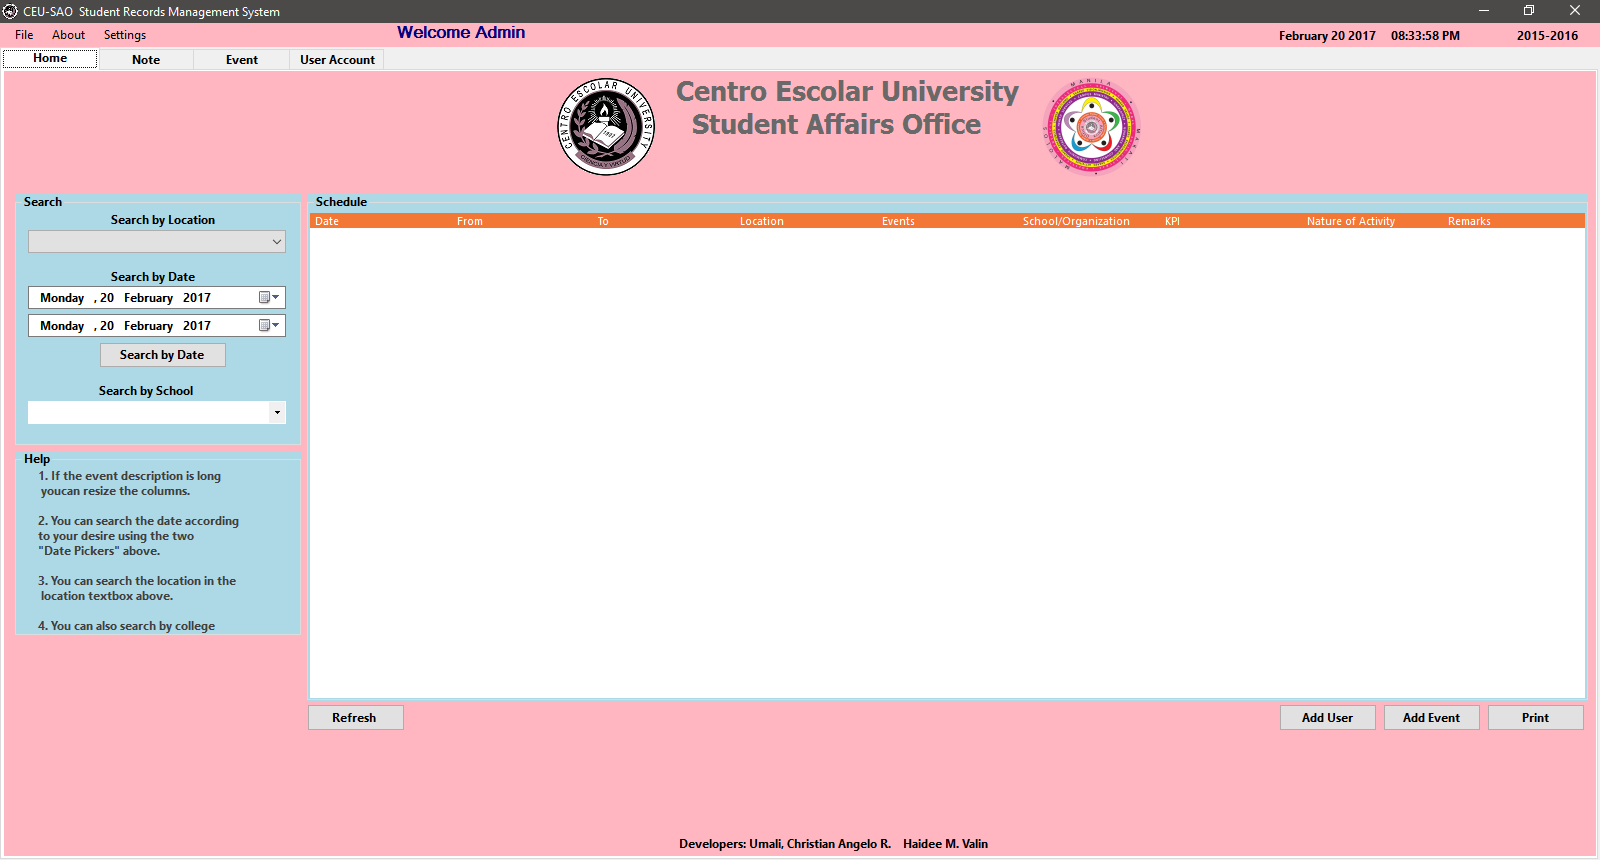 CEU-SAO Student Records Management System
File About Settings Welcome Admin February 20 2017 08:33:58 PM 2015-2016
Home Note Event User Account
CENTRO ESCOLAR UNIVERSITY
1907
CIENCIA Y VIRTUD
Centro Escolar University
Student Affairs Office
MANILA
MAKATI
MALOLOS
Search
Search by Location
Search by Date
Monday , 20 February 2017
Monday , 20 February 2017
Search by Date
Search by School
Help
1. If the event description is long
youcan resize the columns.
2. You can search the date according
to your desire using the two
"Date Pickers" above.
3. You can search the location in the
location textbox above.
4. You can also search by college
Schedule
Date From To Location Events School/Organization KPI Nature of Activity Remarks
Refresh Add User Add Event Print
Developers: Umali, Christian Angelo R. Haidee M. Valin